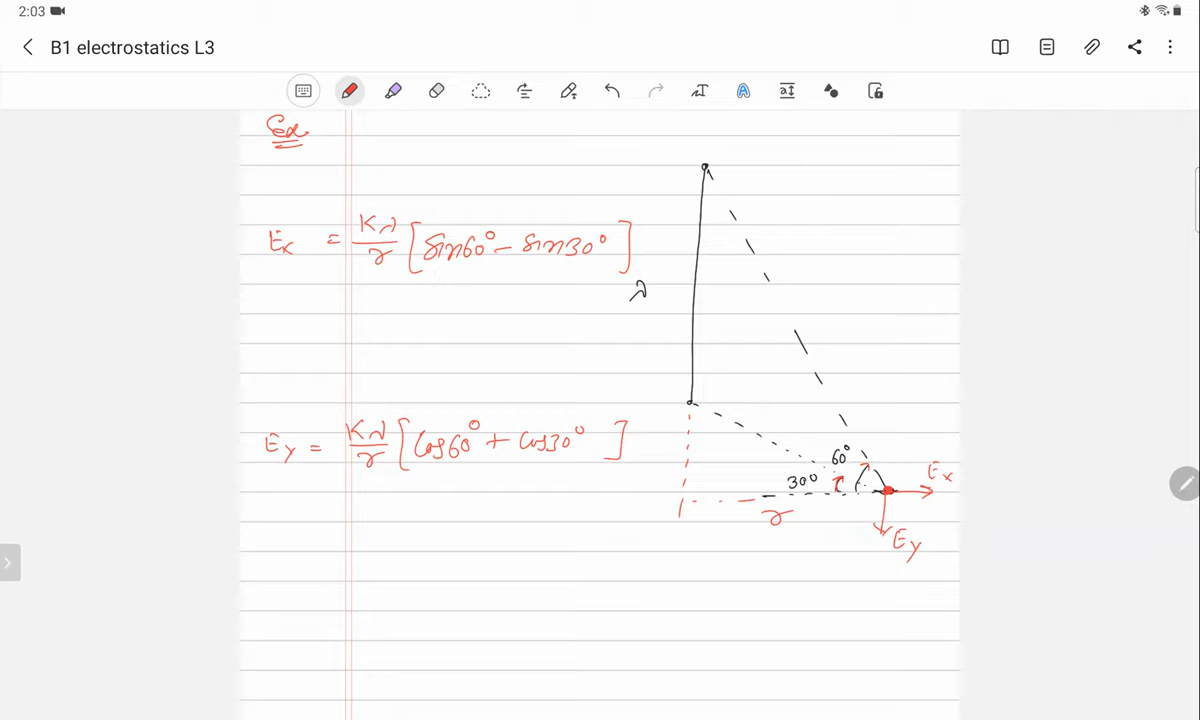 2:03
B1 electrostatics L3
Ex
Ex = Kλ/r [Sin60° - Sin30°]
λ
Ey = Kλ/r [Cos60° + Cos30°]
60°
30°
r
Ex
Ey